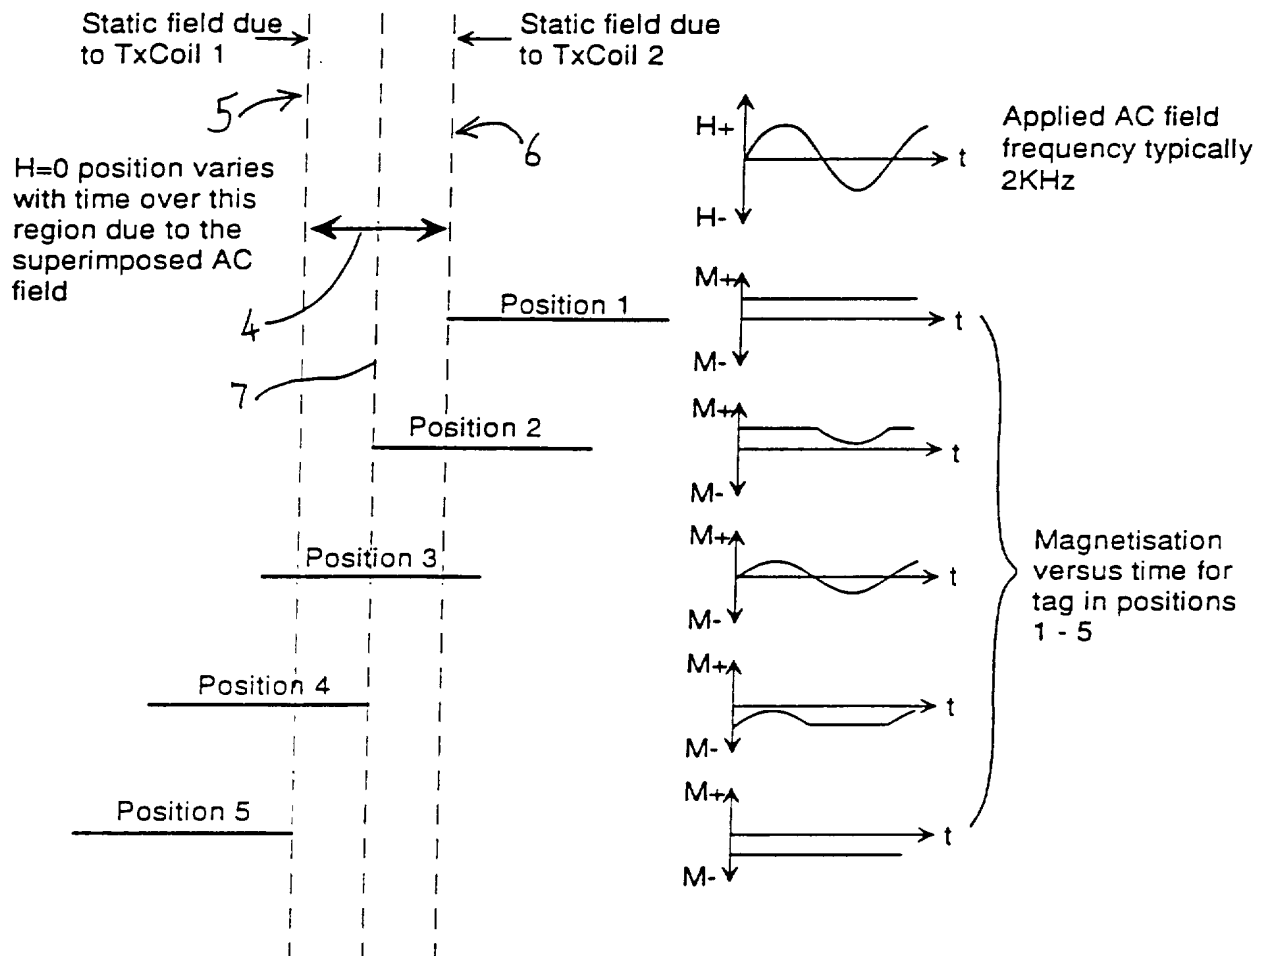 Static field due
to TxCoil 1
Static field due
to TxCoil 2
5
6
H=0 position varies
with time over this
region due to the
superimposed AC
field
4
7
H+
H-
t
Applied AC field
frequency typically
2KHz
Position 1
M+
M-
t
Position 2
M+
M-
t
Position 3
M+
M-
t
Position 4
M+
M-
t
Position 5
M+
M-
t
Magnetisation
versus time for
tag in positions
1 - 5